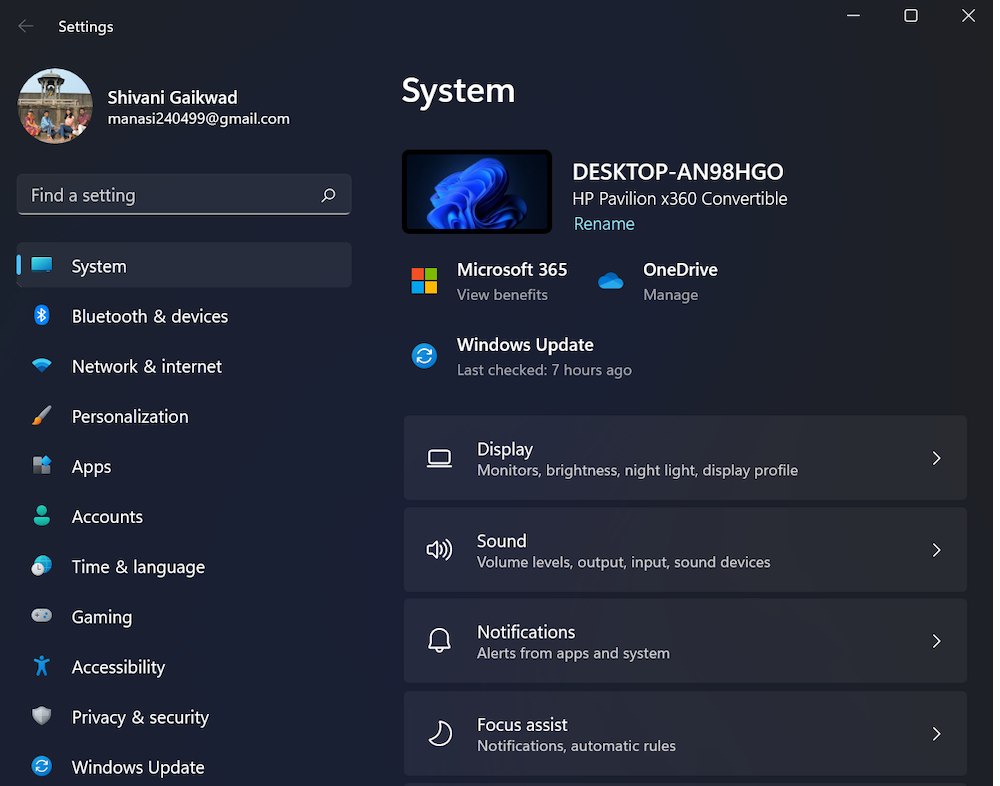 Settings
Shivani Gaikwad
manasi240499@gmail.com
Find a setting
System
Bluetooth & devices
Network & internet
Personalization
Apps
Accounts
Time & language
Gaming
Accessibility
Privacy & security
Windows Update
System
DESKTOP-AN98HGO
HP Pavilion x360 Convertible
Rename
Microsoft 365
View benefits
OneDrive
Manage
Windows Update
Last checked: 7 hours ago
Display
Monitors, brightness, night light, display profile
Sound
Volume levels, output, input, sound devices
Notifications
Alerts from apps and system
Focus assist
Notifications, automatic rules